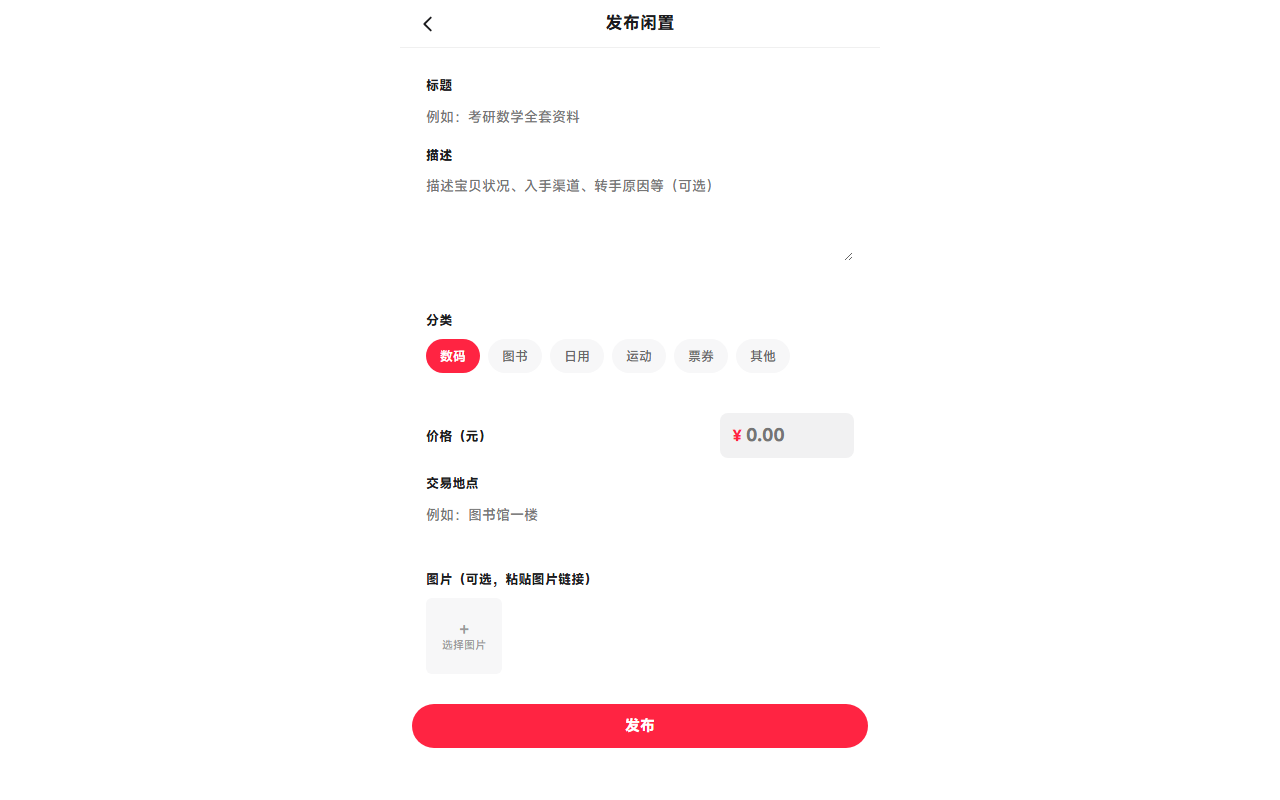 发布闲置
标题
例如：考研数学全套资料
描述
描述宝贝状况、入手渠道、转手原因等（可选）
分类
数码 图书 日用 运动 票券 其他
价格（元） ¥ 0.00
交易地点
例如：图书馆一楼
图片（可选，粘贴图片链接）
+
选择图片
发布